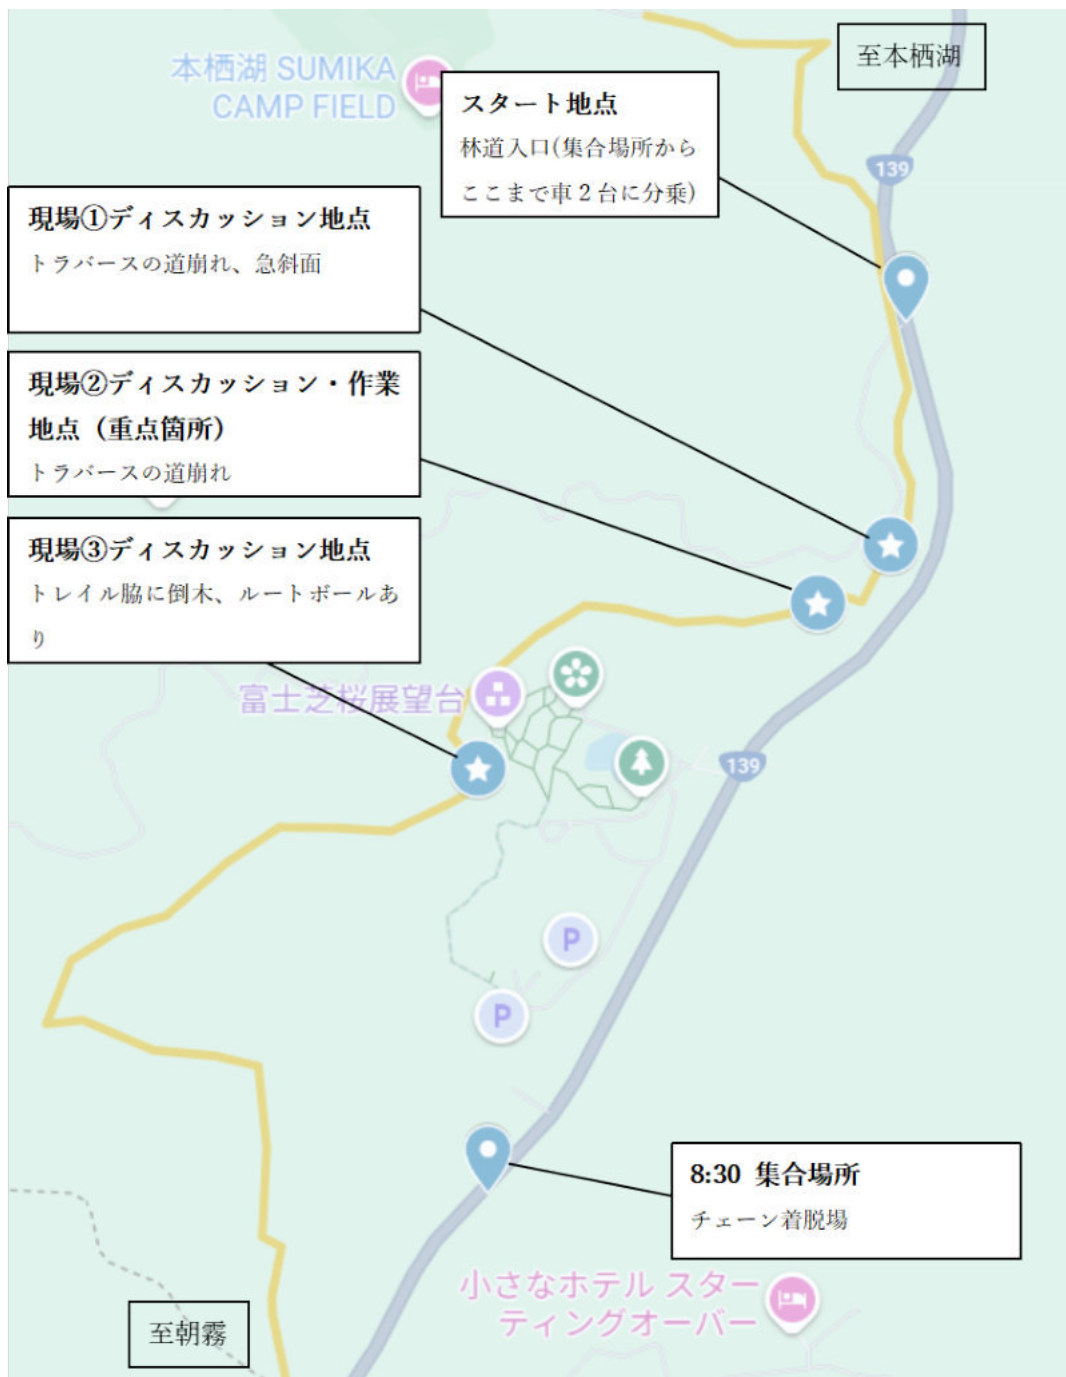 至本栖湖
本栖湖 SUMIKA
CAMP FIELD
スタート地点
林道入口(集合場所から
ここまで車 2 台に分乗)
139
現場①ディスカッション地点
トラバースの道崩れ、急斜面
現場②ディスカッション・作業
地点（重点箇所）
トラバースの道崩れ
現場③ディスカッション地点
トレイル脇に倒木、ルートボールあ
り
富士芝桜展望台
139
P
P
8:30 集合場所
チェーン着脱場
小さなホテル スター
ティングオーバー
至朝霧